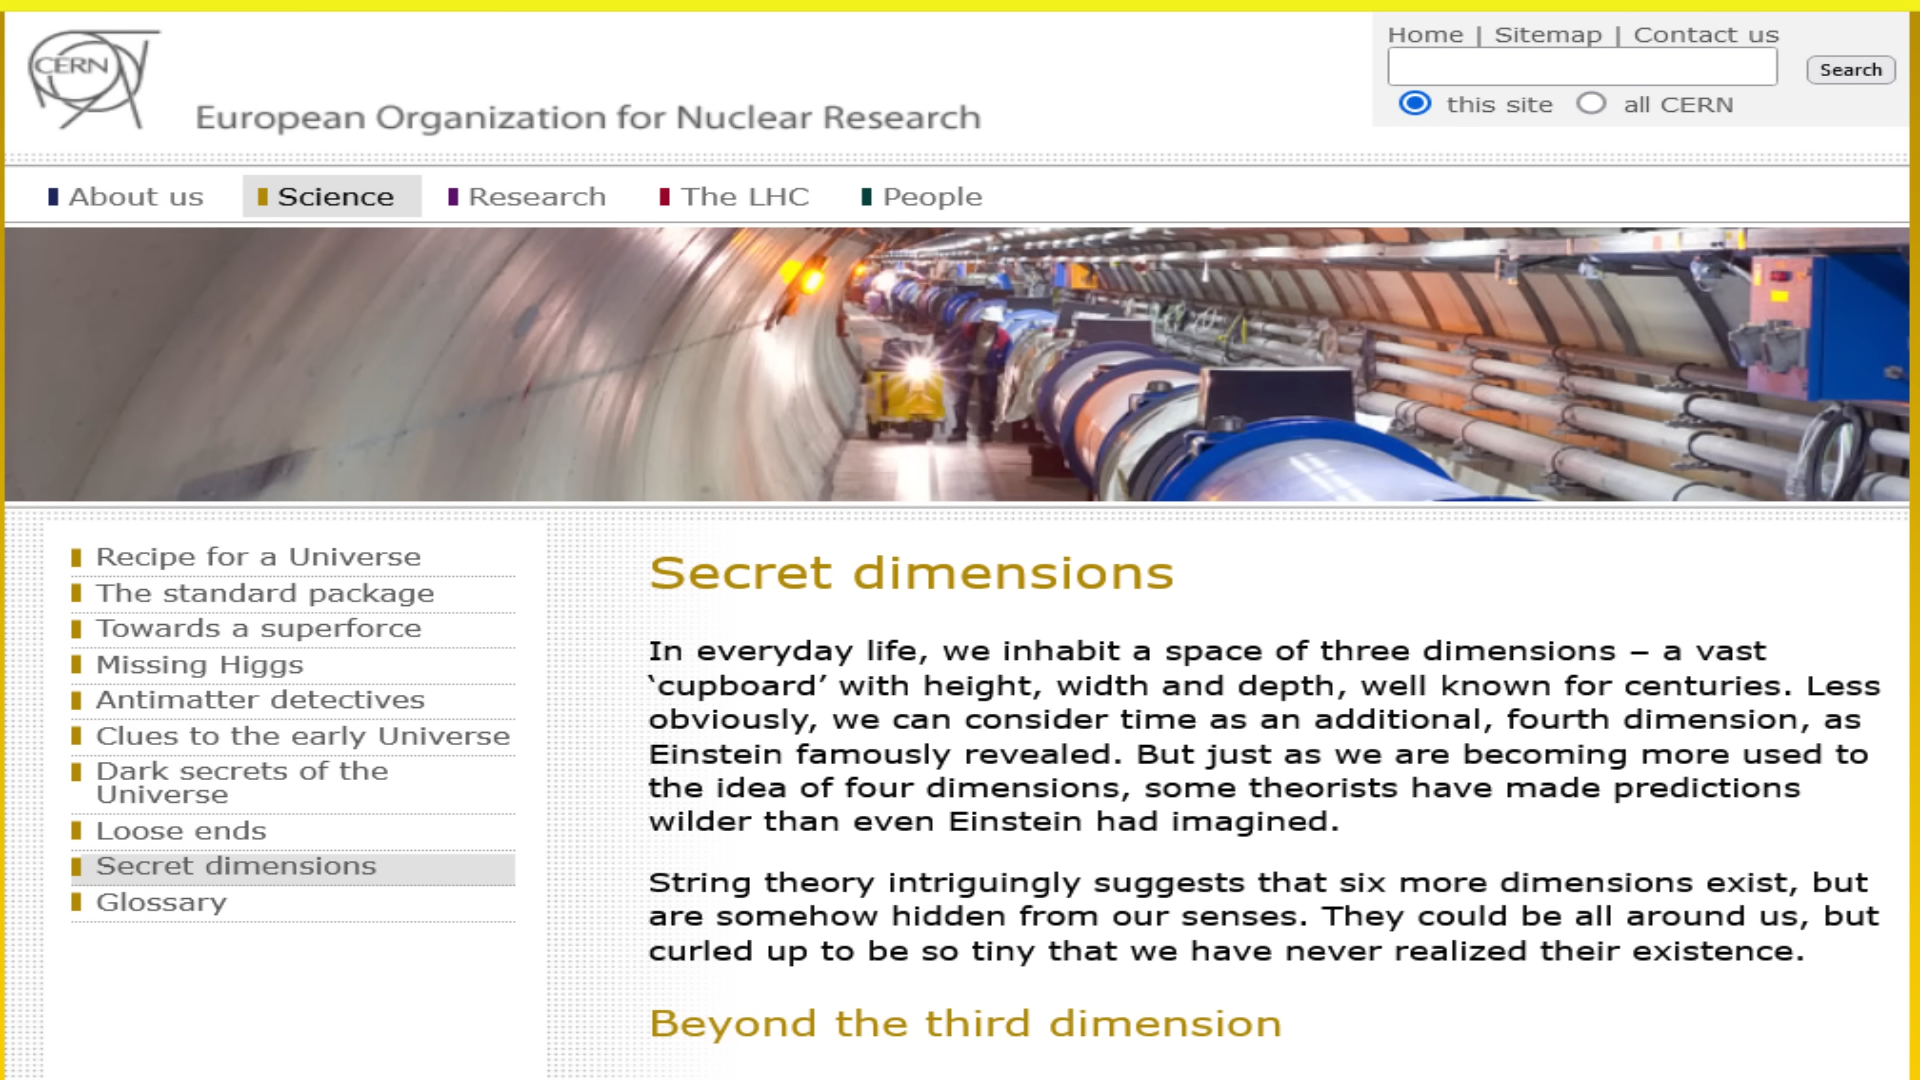 CERN
European Organization for Nuclear Research
Home | Sitemap | Contact us
Search
this site all CERN
About us Science Research The LHC People
Recipe for a Universe
The standard package
Towards a superforce
Missing Higgs
Antimatter detectives
Clues to the early Universe
Dark secrets of the
Universe
Loose ends
Secret dimensions
Glossary
Secret dimensions
In everyday life, we inhabit a space of three dimensions – a vast
‘cupboard’ with height, width and depth, well known for centuries. Less
obviously, we can consider time as an additional, fourth dimension, as
Einstein famously revealed. But just as we are becoming more used to
the idea of four dimensions, some theorists have made predictions
wilder than even Einstein had imagined.
String theory intriguingly suggests that six more dimensions exist, but
are somehow hidden from our senses. They could be all around us, but
curled up to be so tiny that we have never realized their existence.
Beyond the third dimension